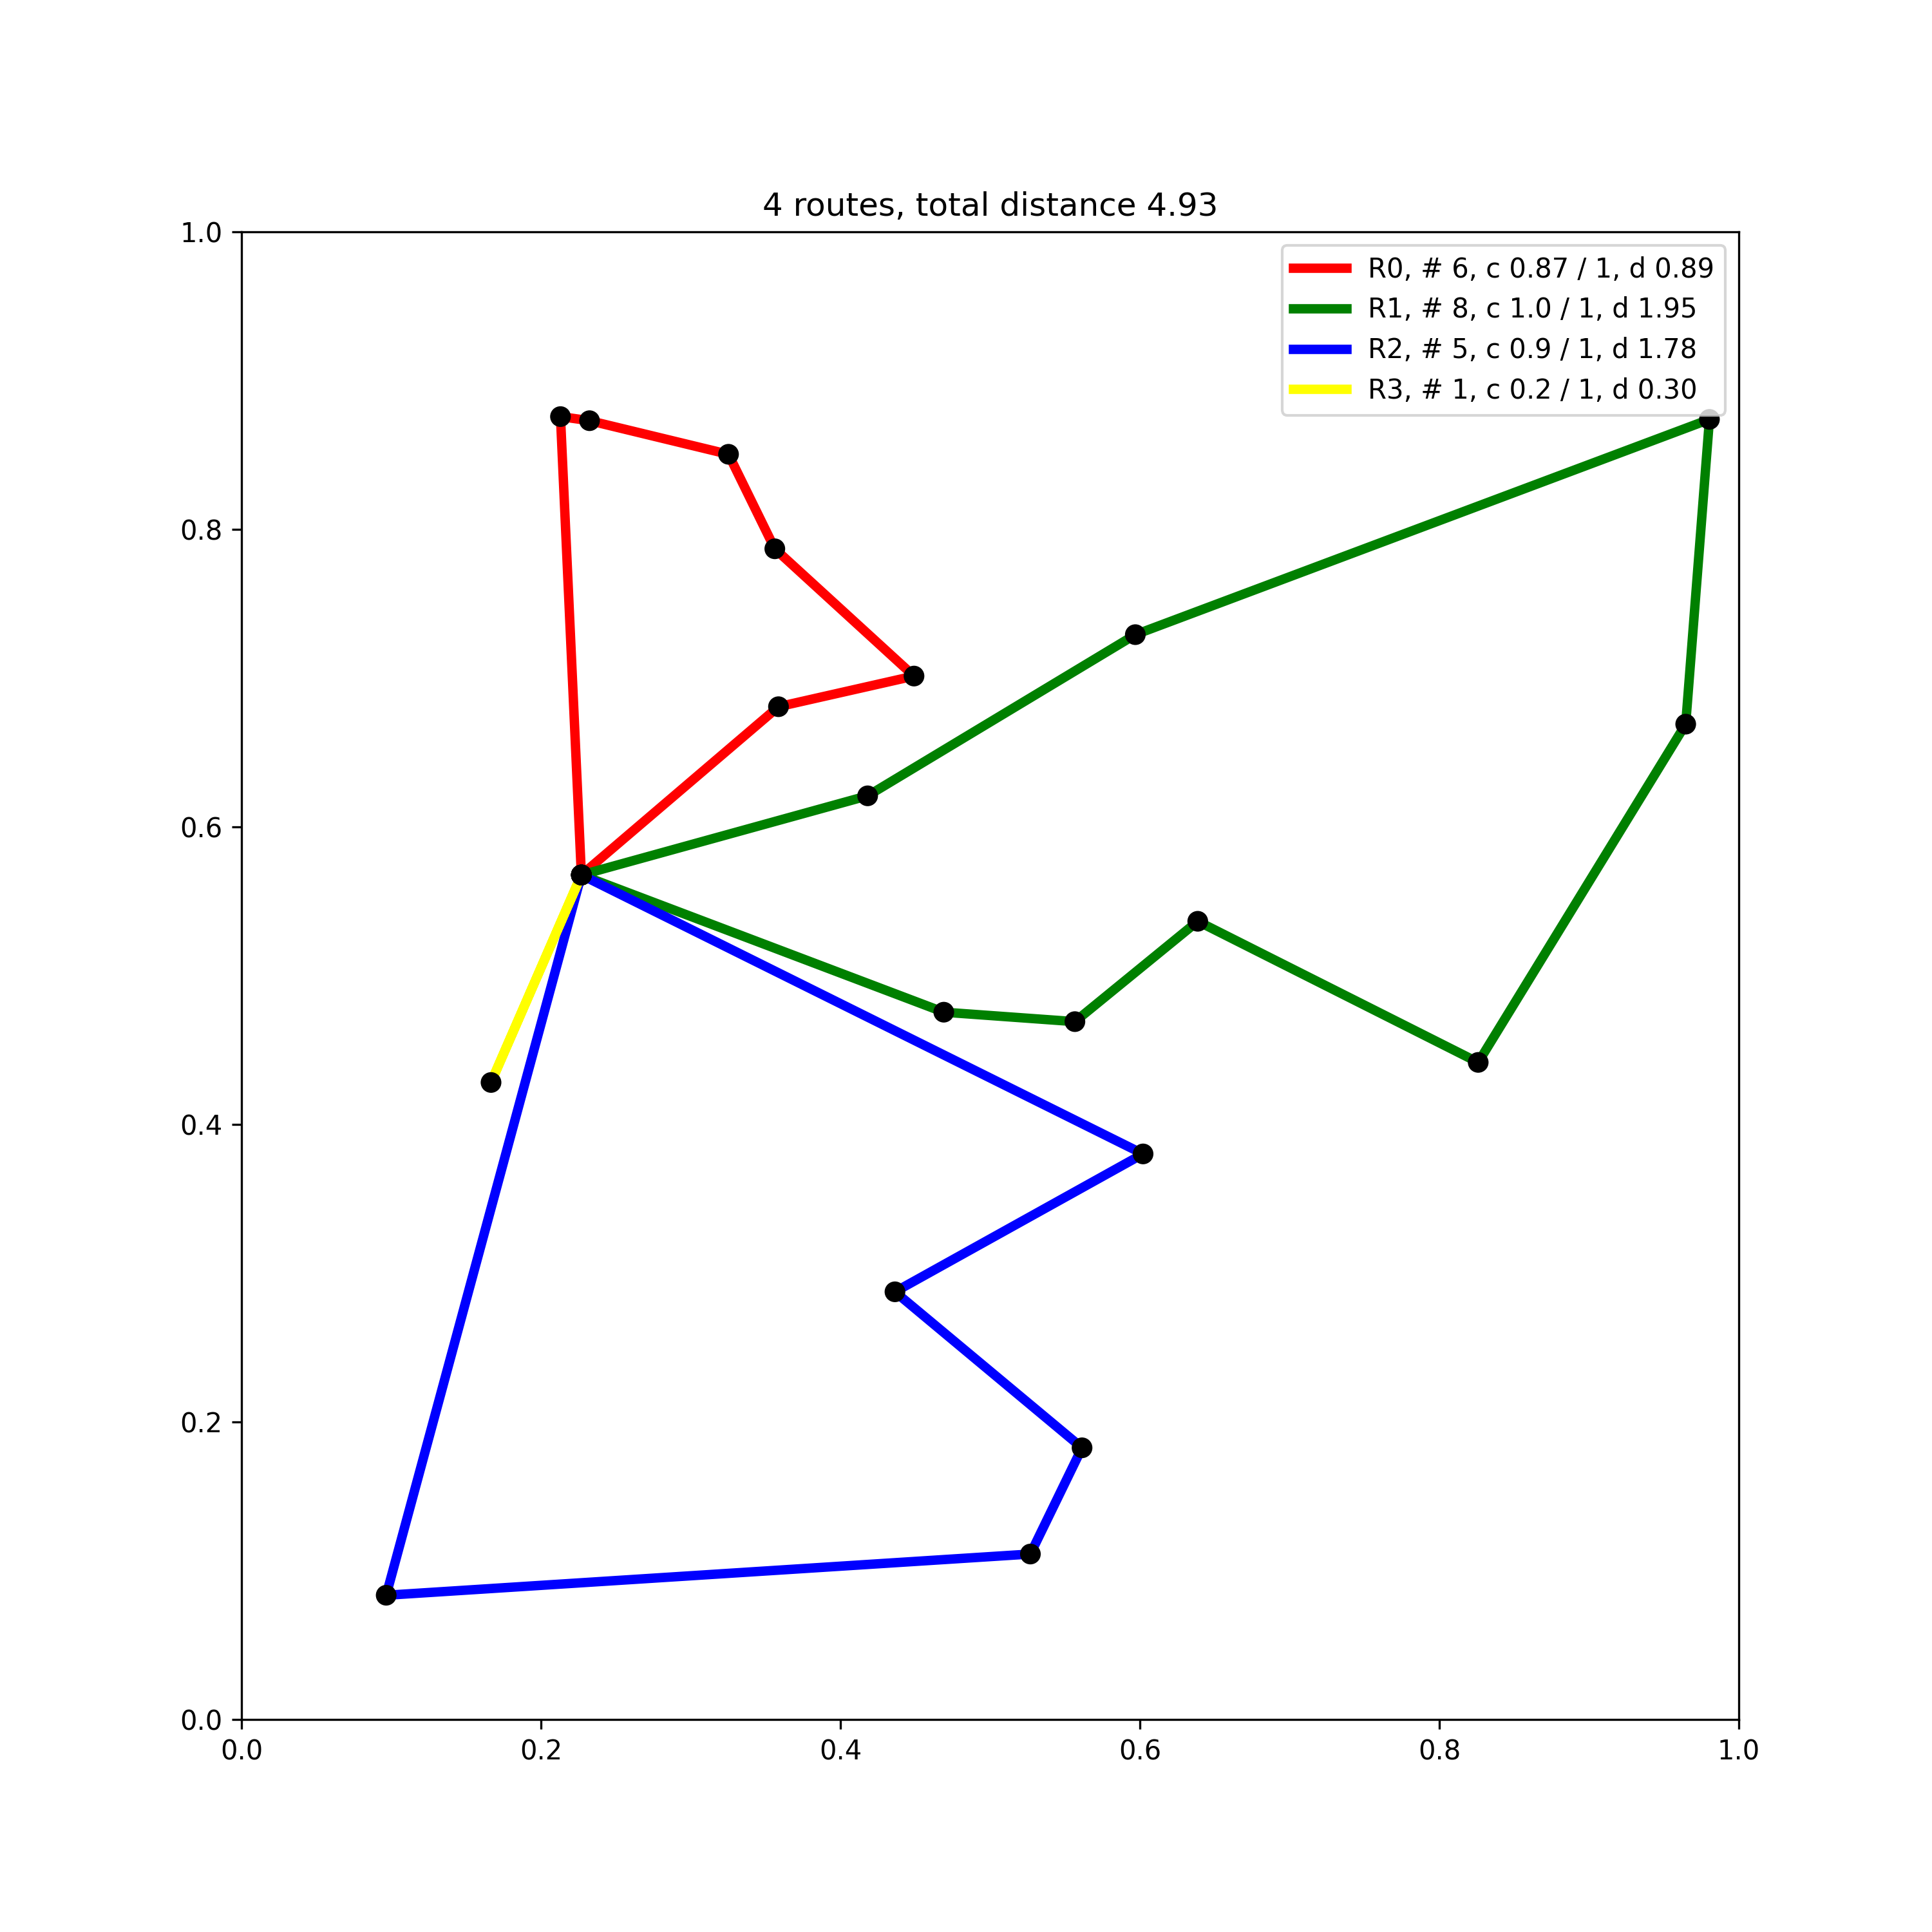 4 routes, total distance 4.93
1.0
R0, # 6, c 0.87 / 1, d 0.89
R1, # 8, c 1.0 / 1, d 1.95
R2, # 5, c 0.9 / 1, d 1.78
R3, # 1, c 0.2 / 1, d 0.30
0.8
0.6
0.4
0.2
0.0
0.0 0.2 0.4 0.6 0.8 1.0